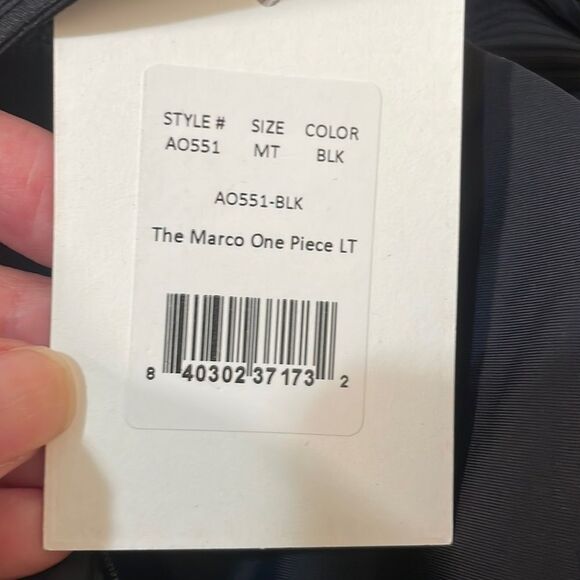 STYLE # SIZE COLOR
AO551 MT BLK
AO551-BLK
The Marco One Piece LT
8 40302 37173 2